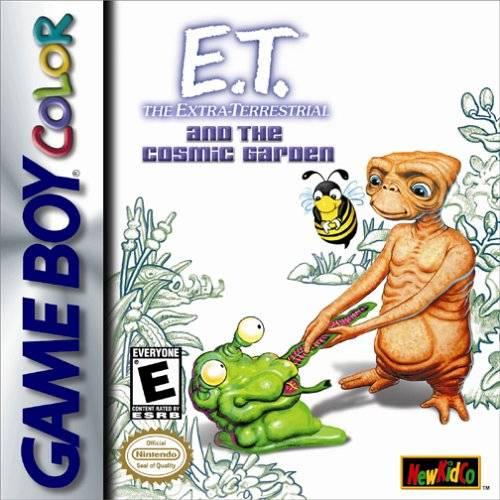 GAME BOY COLOR
E.T.
THE EXTRA-TERRESTRIAL
AND THE
COSMIC GARDEN
EVERYONE
E
CONTENT RATED BY
ESRB
Official
Nintendo
Seal of Quality
NewKidCo